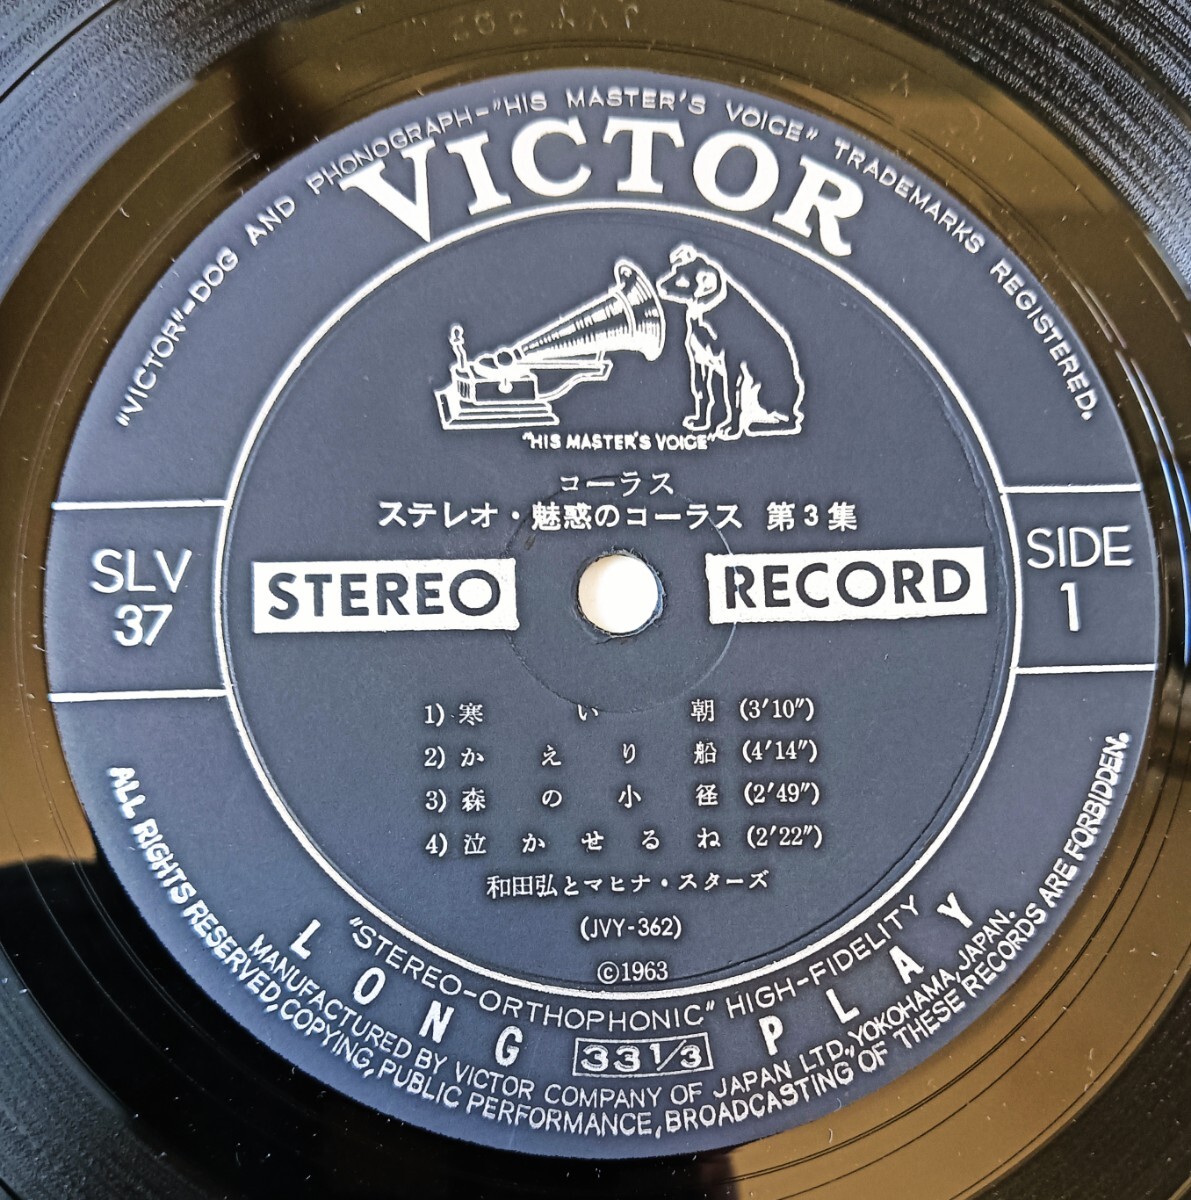 "VICTOR"-DOG AND PHONOGRAPH-"HIS MASTER'S VOICE" TRADEMARKS REGISTERED.
VICTOR
"HIS MASTER'S VOICE"
コーラス
ステレオ・魅惑のコーラス 第3集
SLV
37
STEREO RECORD
SIDE
1
1) 寒い朝 (3′10″)
2) かえり船 (4′14″)
3) 森の小径 (2′49″)
4) 泣かせるね (2′22″)
和田弘とマヒナ・スターズ
(JVY-362)
©1963
"STEREO-ORTHOPHONIC" HIGH-FIDELITY
LONG 33 1/3 PLAY
MANUFACTURED BY VICTOR COMPANY OF JAPAN LTD., YOKOHAMA, JAPAN.
ALL RIGHTS RESERVED, COPYING, PUBLIC PERFORMANCE, BROADCASTING OF THESE RECORDS ARE FORBIDDEN.